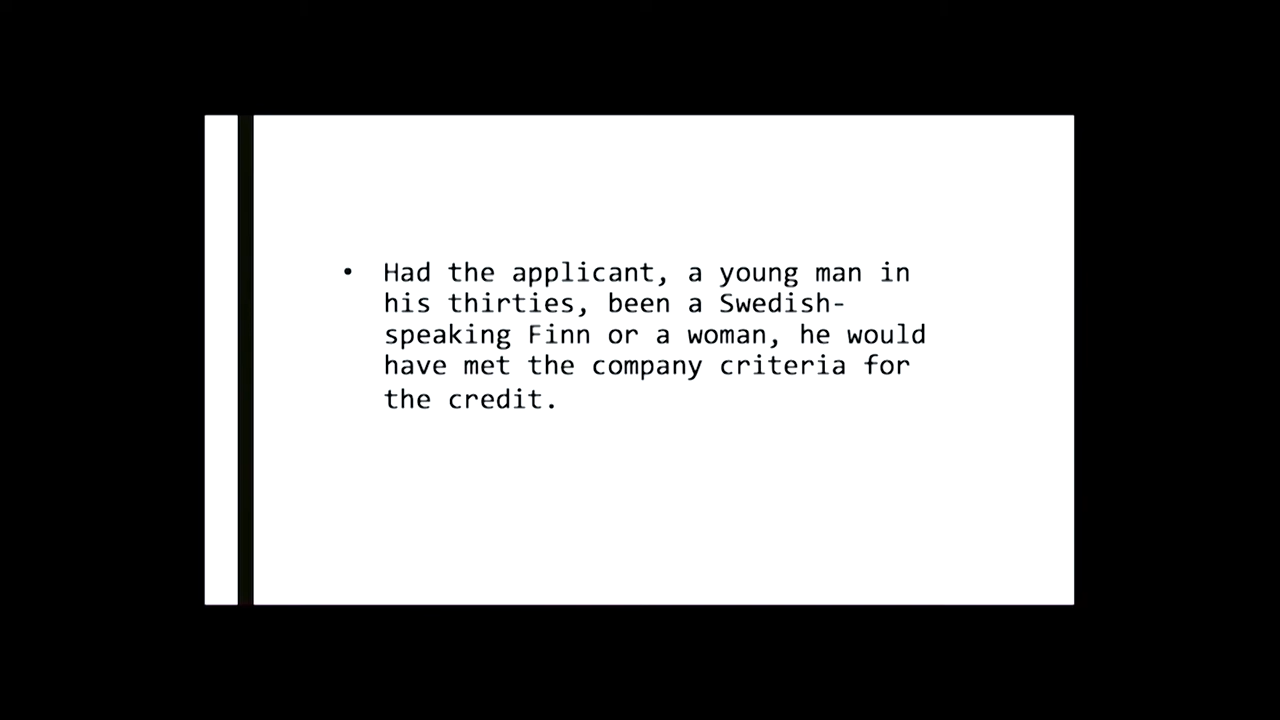 • Had the applicant, a young man in
his thirties, been a Swedish-
speaking Finn or a woman, he would
have met the company criteria for
the credit.